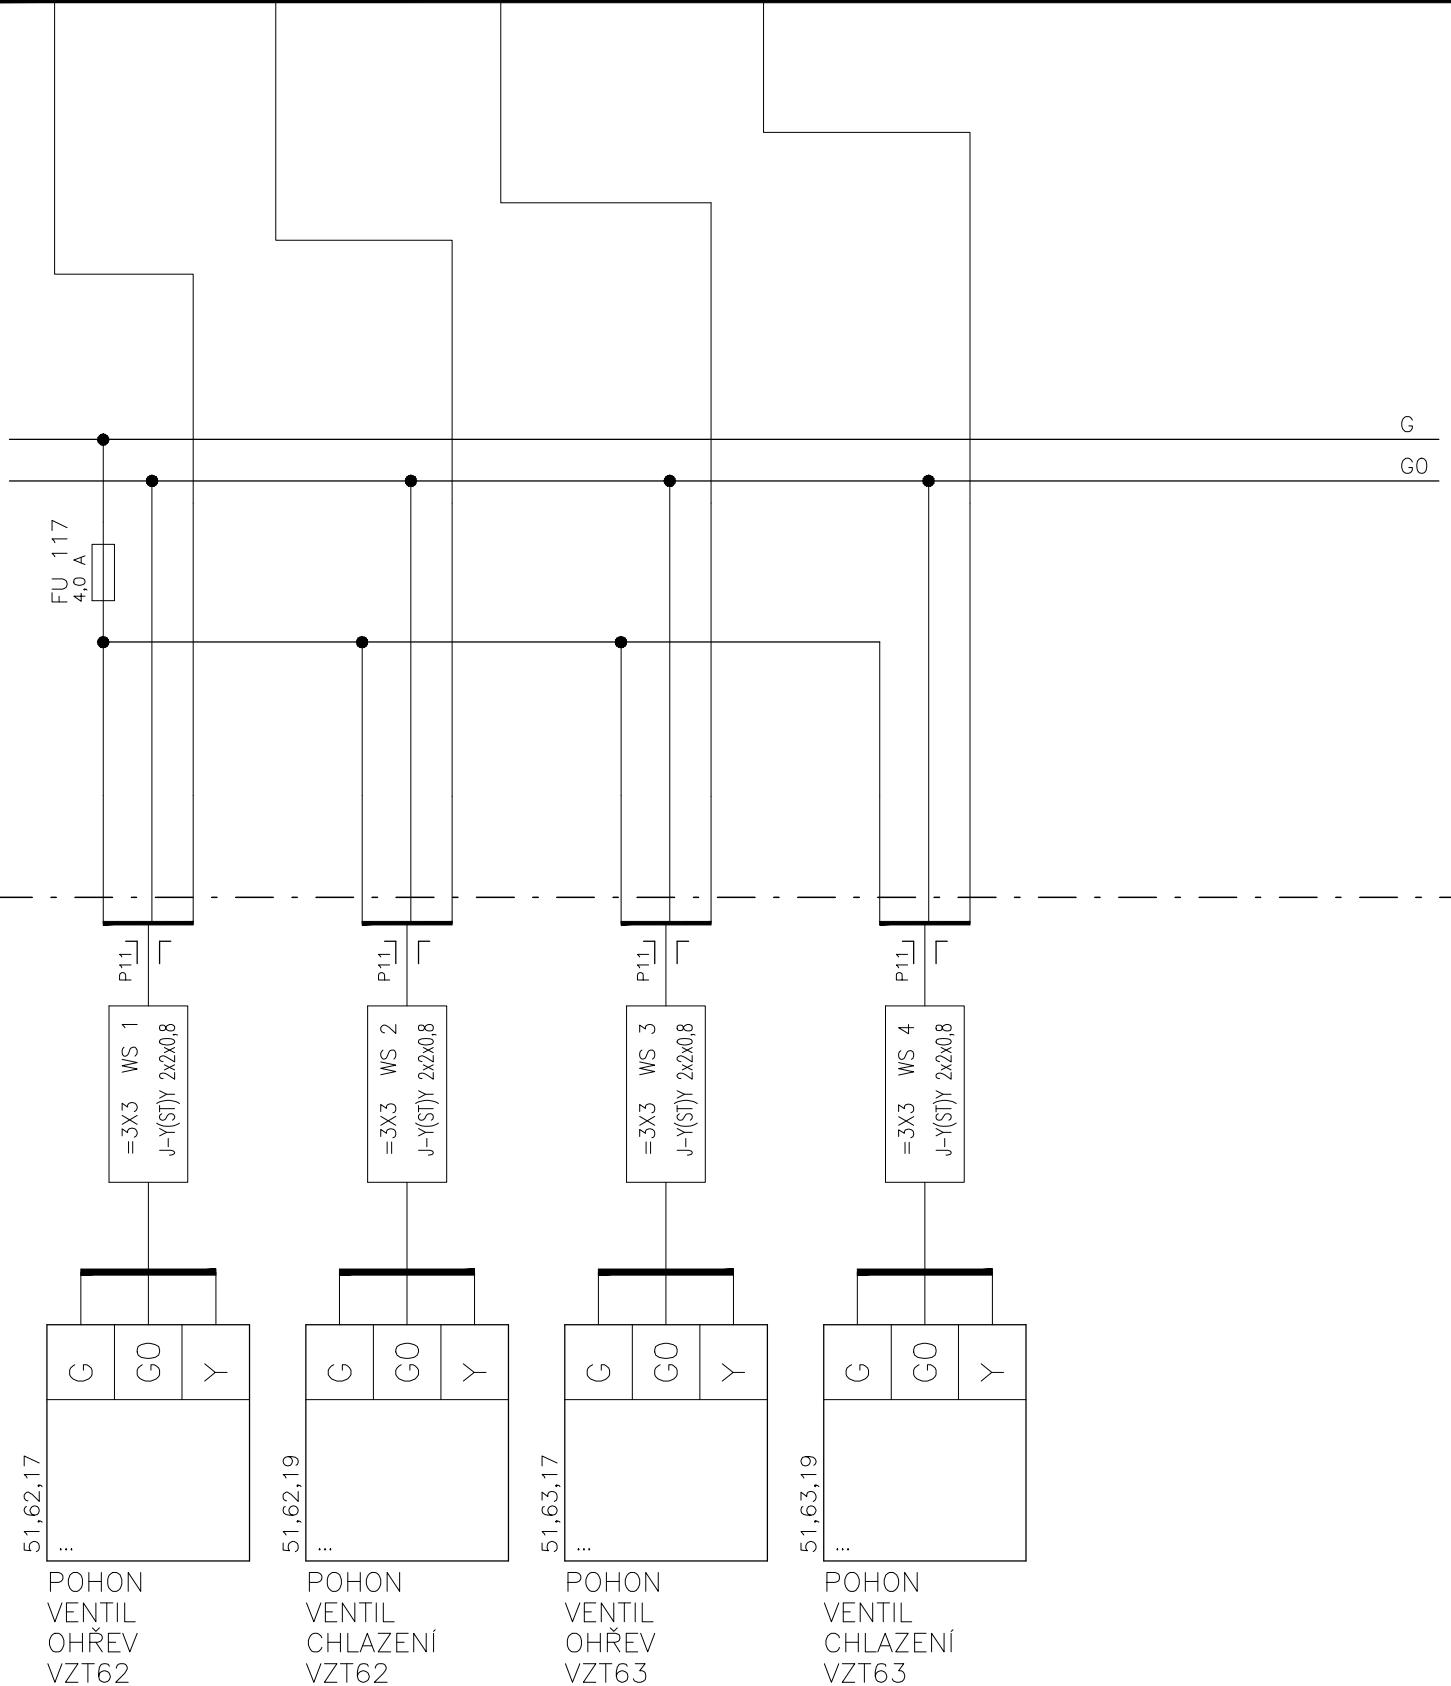 G
G0
FU 117
4,0 A
P11
P11
P11
P11
=3X3 WS 1
J-Y(ST)Y 2x2x0,8
=3X3 WS 2
J-Y(ST)Y 2x2x0,8
=3X3 WS 3
J-Y(ST)Y 2x2x0,8
=3X3 WS 4
J-Y(ST)Y 2x2x0,8
G G0 Y
G G0 Y
G G0 Y
G G0 Y
51,62,17
...
51,62,19
...
51,63,17
...
51,63,19
...
POHON
VENTIL
OHŘEV
VZT62
POHON
VENTIL
CHLAZENÍ
VZT62
POHON
VENTIL
OHŘEV
VZT63
POHON
VENTIL
CHLAZENÍ
VZT63